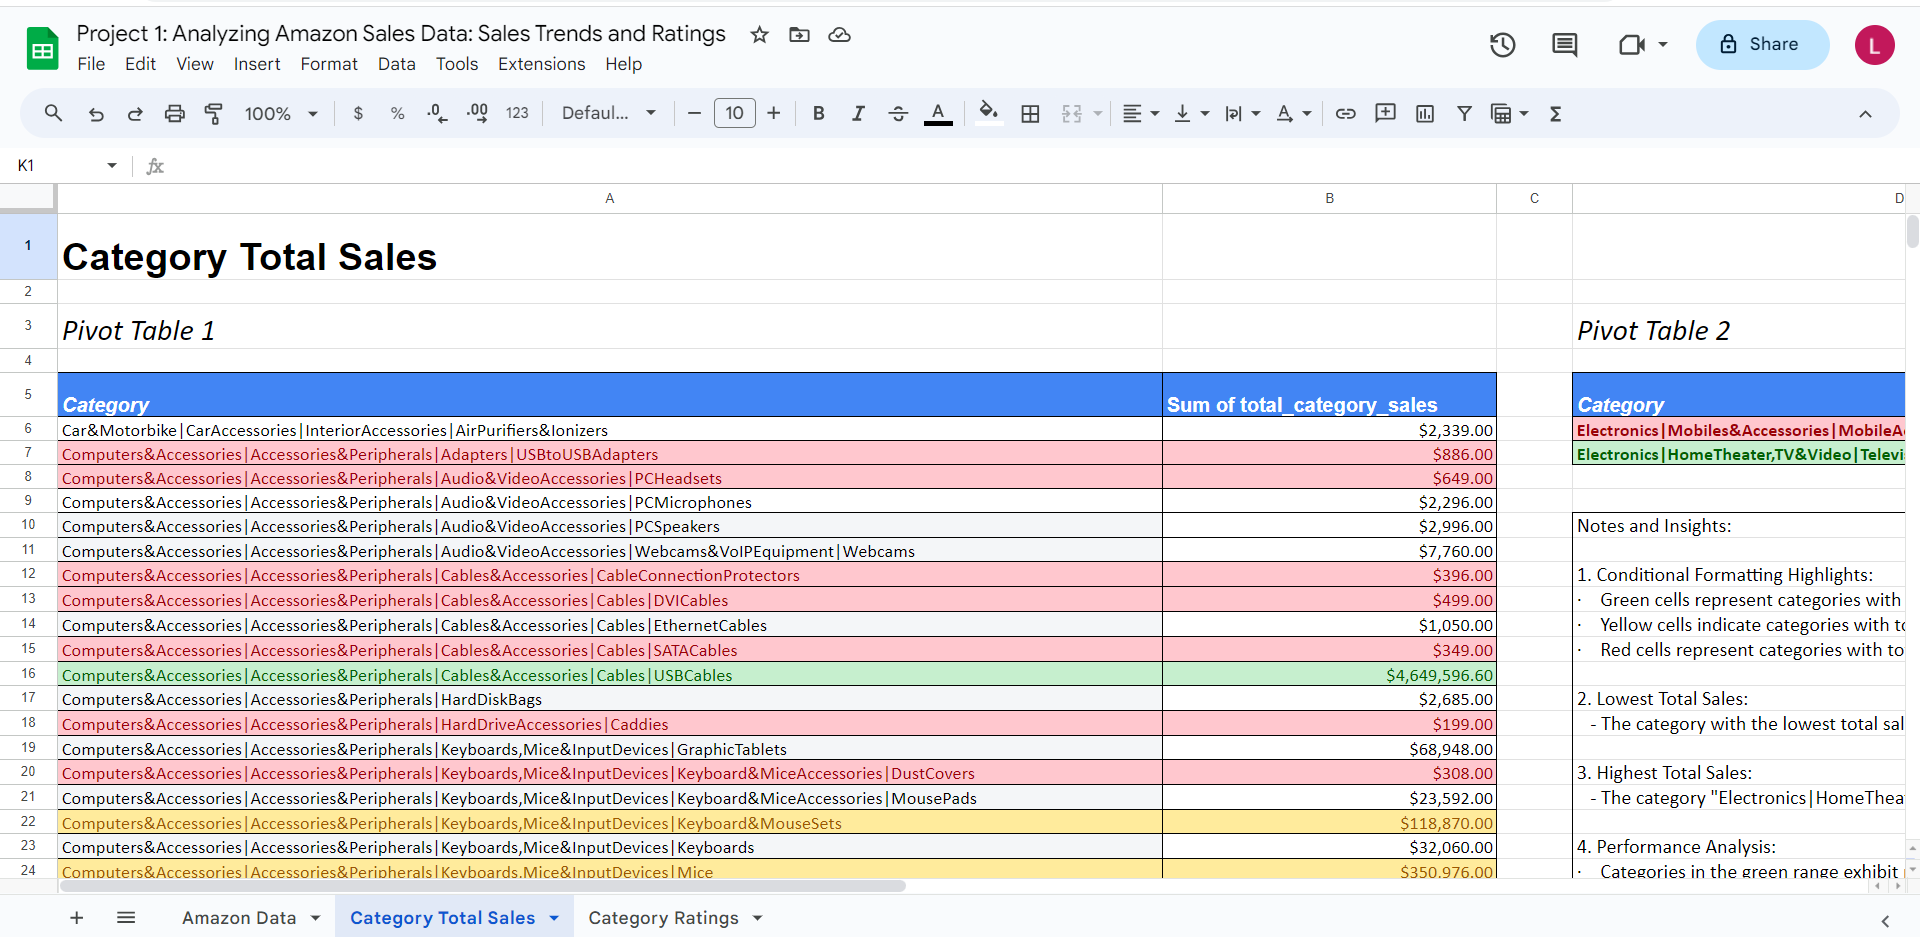 Project 1: Analyzing Amazon Sales Data: Sales Trends and Ratings
File Edit View Insert Format Data Tools Extensions Help
Share
L
100% $ % .0 .00 123 Defaul... 10 B I A
K1 fx
A B C D
1 Category Total Sales
2
3 Pivot Table 1 Pivot Table 2
4
5 Category Sum of total_category_sales Category
6 Car&Motorbike|CarAccessories|InteriorAccessories|AirPurifiers&Ionizers $2,339.00 Electronics|Mobiles&Accessories|MobileA
7 Computers&Accessories|Accessories&Peripherals|Adapters|USBtoUSBAdapters $886.00 Electronics|HomeTheater,TV&Video|Televi
8 Computers&Accessories|Accessories&Peripherals|Audio&VideoAccessories|PCHeadsets $649.00
9 Computers&Accessories|Accessories&Peripherals|Audio&VideoAccessories|PCMicrophones $2,296.00
10 Computers&Accessories|Accessories&Peripherals|Audio&VideoAccessories|PCSpeakers $2,996.00 Notes and Insights:
11 Computers&Accessories|Accessories&Peripherals|Audio&VideoAccessories|Webcams&VoIPEquipment|Webcams $7,760.00
12 Computers&Accessories|Accessories&Peripherals|Cables&Accessories|CableConnectionProtectors $396.00 1. Conditional Formatting Highlights:
13 Computers&Accessories|Accessories&Peripherals|Cables&Accessories|Cables|DVICables $499.00 · Green cells represent categories with
14 Computers&Accessories|Accessories&Peripherals|Cables&Accessories|Cables|EthernetCables $1,050.00 · Yellow cells indicate categories with to
15 Computers&Accessories|Accessories&Peripherals|Cables&Accessories|Cables|SATACables $349.00 · Red cells represent categories with to
16 Computers&Accessories|Accessories&Peripherals|Cables&Accessories|Cables|USBCables $4,649,596.60
17 Computers&Accessories|Accessories&Peripherals|HardDiskBags $2,685.00 2. Lowest Total Sales:
18 Computers&Accessories|Accessories&Peripherals|HardDriveAccessories|Caddies $199.00 - The category with the lowest total sal
19 Computers&Accessories|Accessories&Peripherals|Keyboards,Mice&InputDevices|GraphicTablets $68,948.00
20 Computers&Accessories|Accessories&Peripherals|Keyboards,Mice&InputDevices|Keyboard&MiceAccessories|DustCovers $308.00 3. Highest Total Sales:
21 Computers&Accessories|Accessories&Peripherals|Keyboards,Mice&InputDevices|Keyboard&MiceAccessories|MousePads $23,592.00 - The category "Electronics|HomeThea
22 Computers&Accessories|Accessories&Peripherals|Keyboards,Mice&InputDevices|Keyboard&MouseSets $118,870.00
23 Computers&Accessories|Accessories&Peripherals|Keyboards,Mice&InputDevices|Keyboards $32,060.00 4. Performance Analysis:
24 Computers&Accessories|Accessories&Peripherals|Keyboards,Mice&InputDevices|Mice $350,976.00 · Categories in the green range exhibit
Amazon Data Category Total Sales Category Ratings